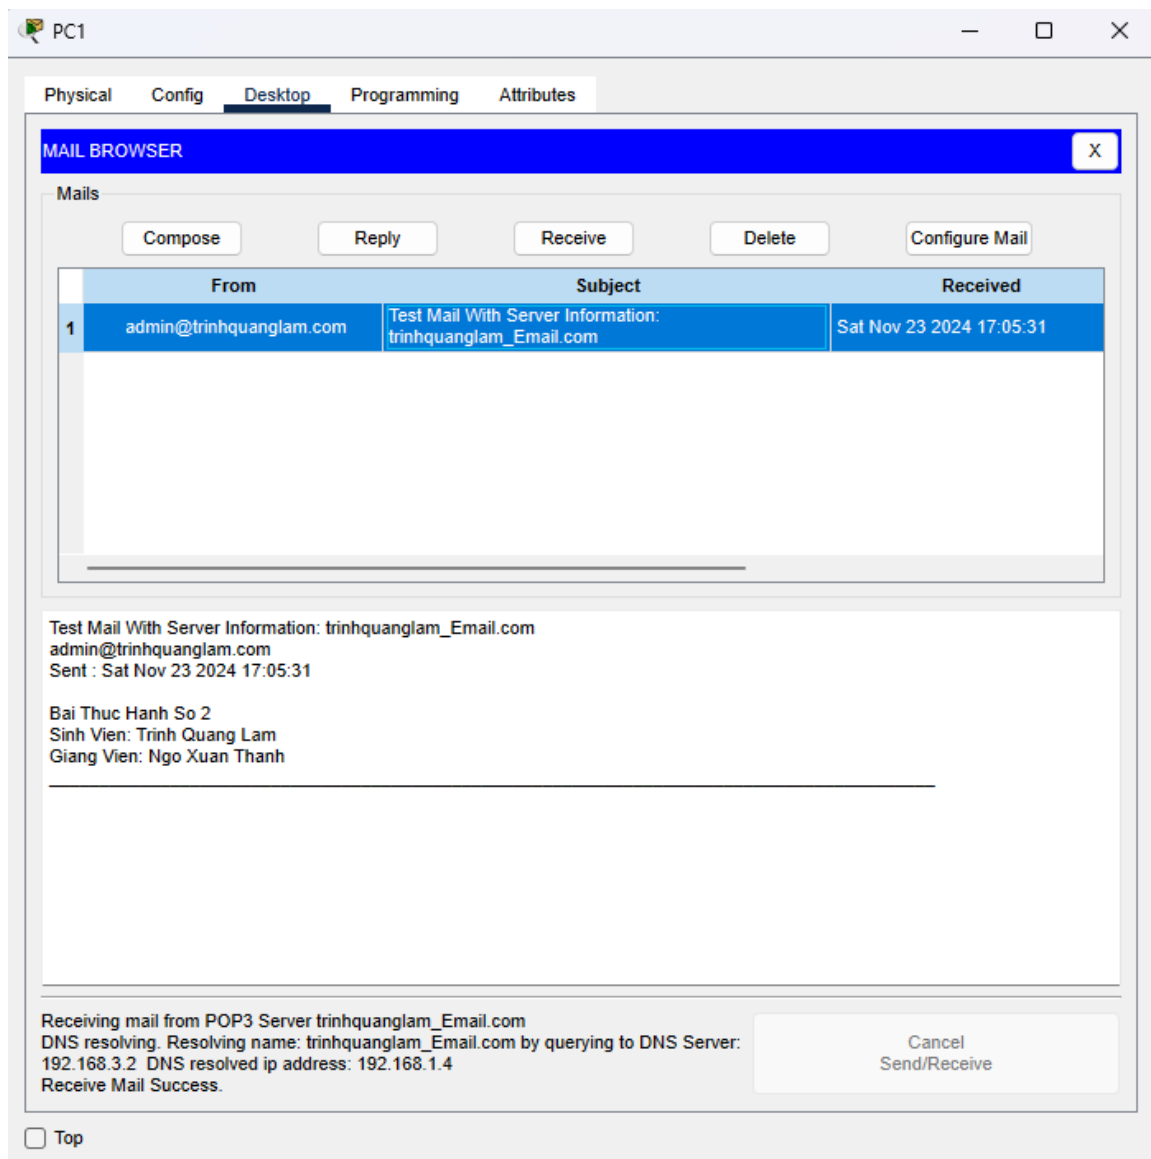 PC1
Physical Config Desktop Programming Attributes
MAIL BROWSER X
Mails
Compose Reply Receive Delete Configure Mail
From Subject Received
1 admin@trinhquanglam.com Test Mail With Server Information: Sat Nov 23 2024 17:05:31
trinhquanglam_Email.com
Test Mail With Server Information: trinhquanglam_Email.com
admin@trinhquanglam.com
Sent : Sat Nov 23 2024 17:05:31
Bai Thuc Hanh So 2
Sinh Vien: Trinh Quang Lam
Giang Vien: Ngo Xuan Thanh
Receiving mail from POP3 Server trinhquanglam_Email.com
DNS resolving. Resolving name: trinhquanglam_Email.com by querying to DNS Server:
192.168.3.2 DNS resolved ip address: 192.168.1.4
Receive Mail Success.
Cancel
Send/Receive
Top